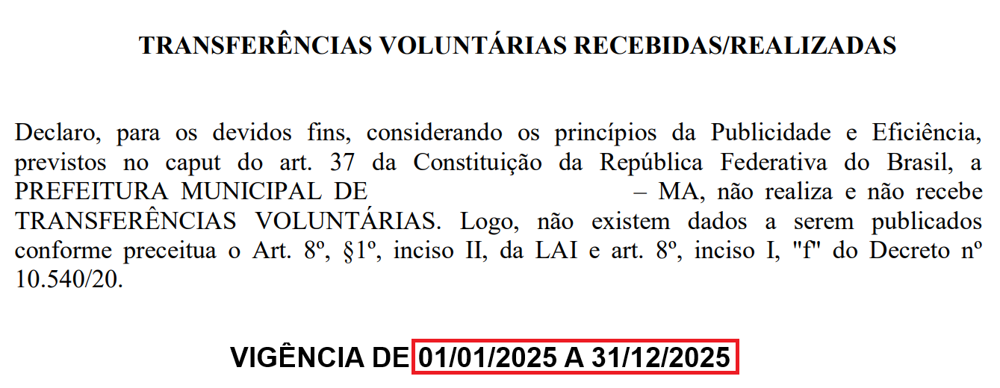 TRANSFERÊNCIAS VOLUNTÁRIAS RECEBIDAS/REALIZADAS
Declaro, para os devidos fins, considerando os princípios da Publicidade e Eficiência,
previstos no caput do art. 37 da Constituição da República Federativa do Brasil, a
PREFEITURA MUNICIPAL DE – MA, não realiza e não recebe
TRANSFERÊNCIAS VOLUNTÁRIAS. Logo, não existem dados a serem publicados
conforme preceitua o Art. 8º, §1º, inciso II, da LAI e art. 8º, inciso I, "f" do Decreto nº
10.540/20.
VIGÊNCIA DE 01/01/2025 A 31/12/2025